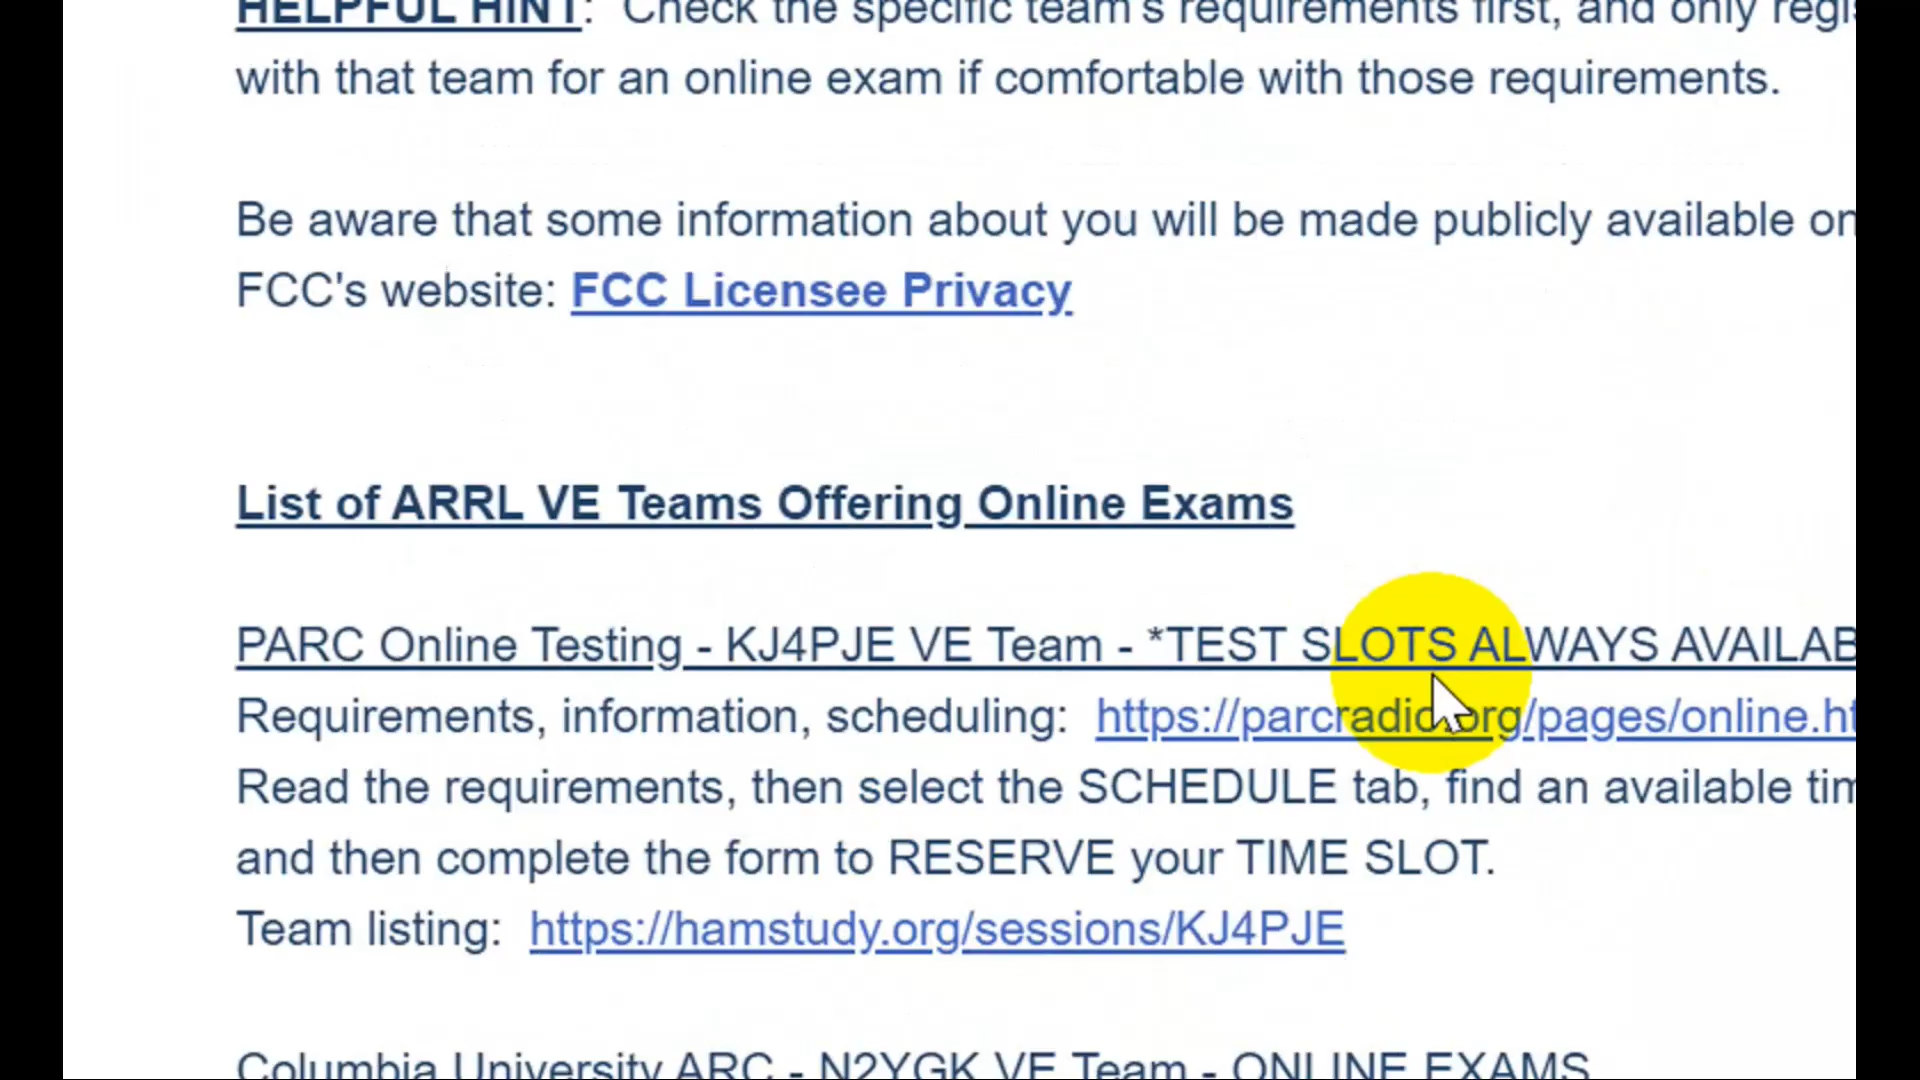 HELPFUL HINT: Check the specific team's requirements first, and only regi
with that team for an online exam if comfortable with those requirements.
Be aware that some information about you will be made publicly available on
FCC's website: FCC Licensee Privacy
List of ARRL VE Teams Offering Online Exams
PARC Online Testing - KJ4PJE VE Team - *TEST SLOTS ALWAYS AVAILAB
Requirements, information, scheduling: https://parcradio.org/pages/online.ht
Read the requirements, then select the SCHEDULE tab, find an available tim
and then complete the form to RESERVE your TIME SLOT.
Team listing: https://hamstudy.org/sessions/KJ4PJE
Columbia University ARC - N2YGK VE Team - ONLINE EXAMS